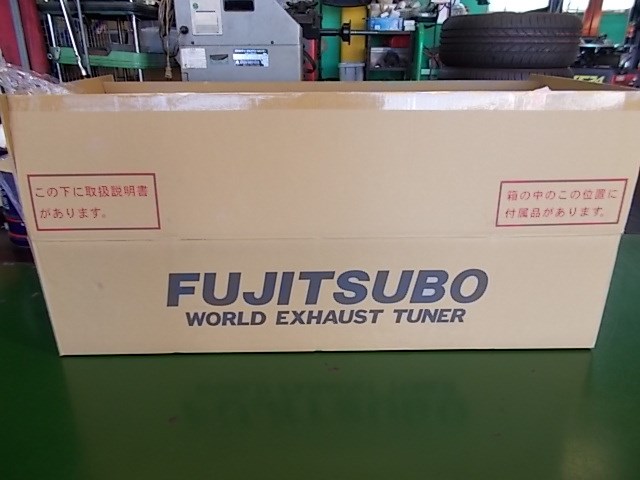 この下に取扱説明書
があります。
箱の中のこの位置に
付属品があります。
FUJITSUBO
WORLD EXHAUST TUNER